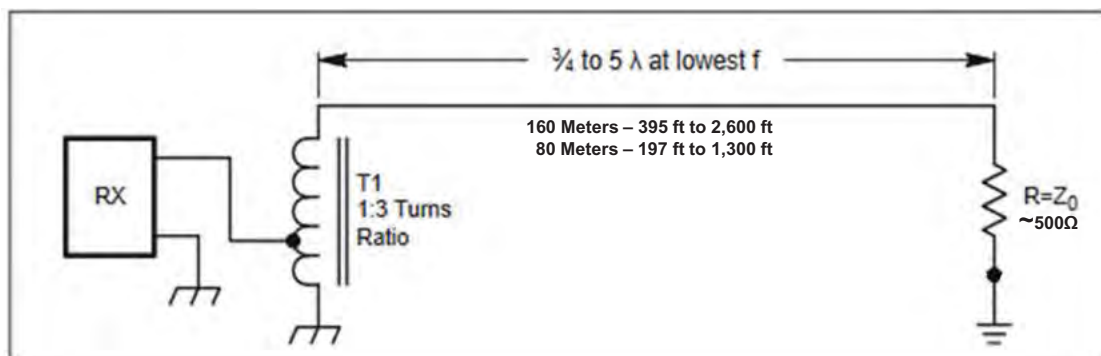 ¾ to 5 λ at lowest f
160 Meters – 395 ft to 2,600 ft
80 Meters – 197 ft to 1,300 ft
RX
T1
1:3 Turns
Ratio
R=Z₀
~500Ω